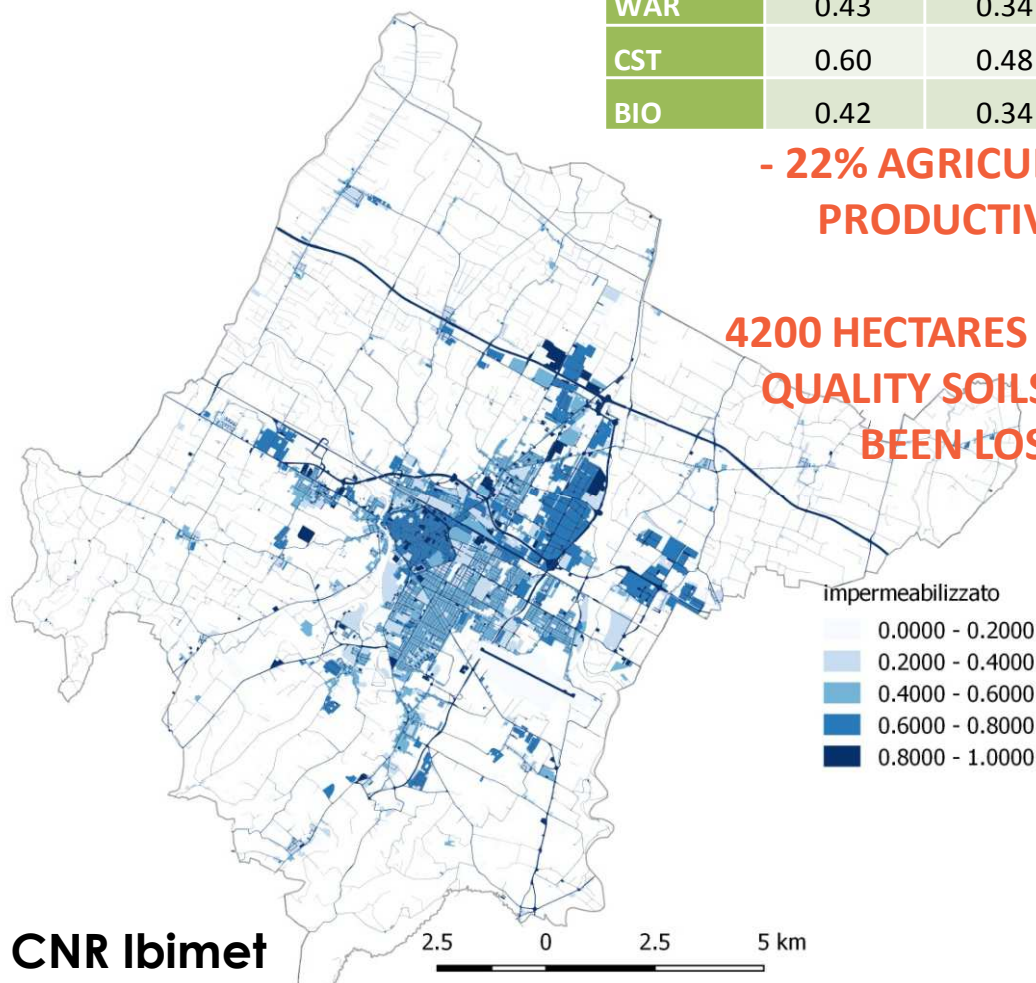 WAR 0.43 0.34
CST 0.60 0.48
BIO 0.42 0.34
- 22% AGRICU
PRODUCTIV
4200 HECTARES
QUALITY SOILS
BEEN LOS
impermeabilizzato
0.0000 - 0.2000
0.2000 - 0.4000
0.4000 - 0.6000
0.6000 - 0.8000
0.8000 - 1.0000
CNR Ibimet
2.5 0 2.5 5 km